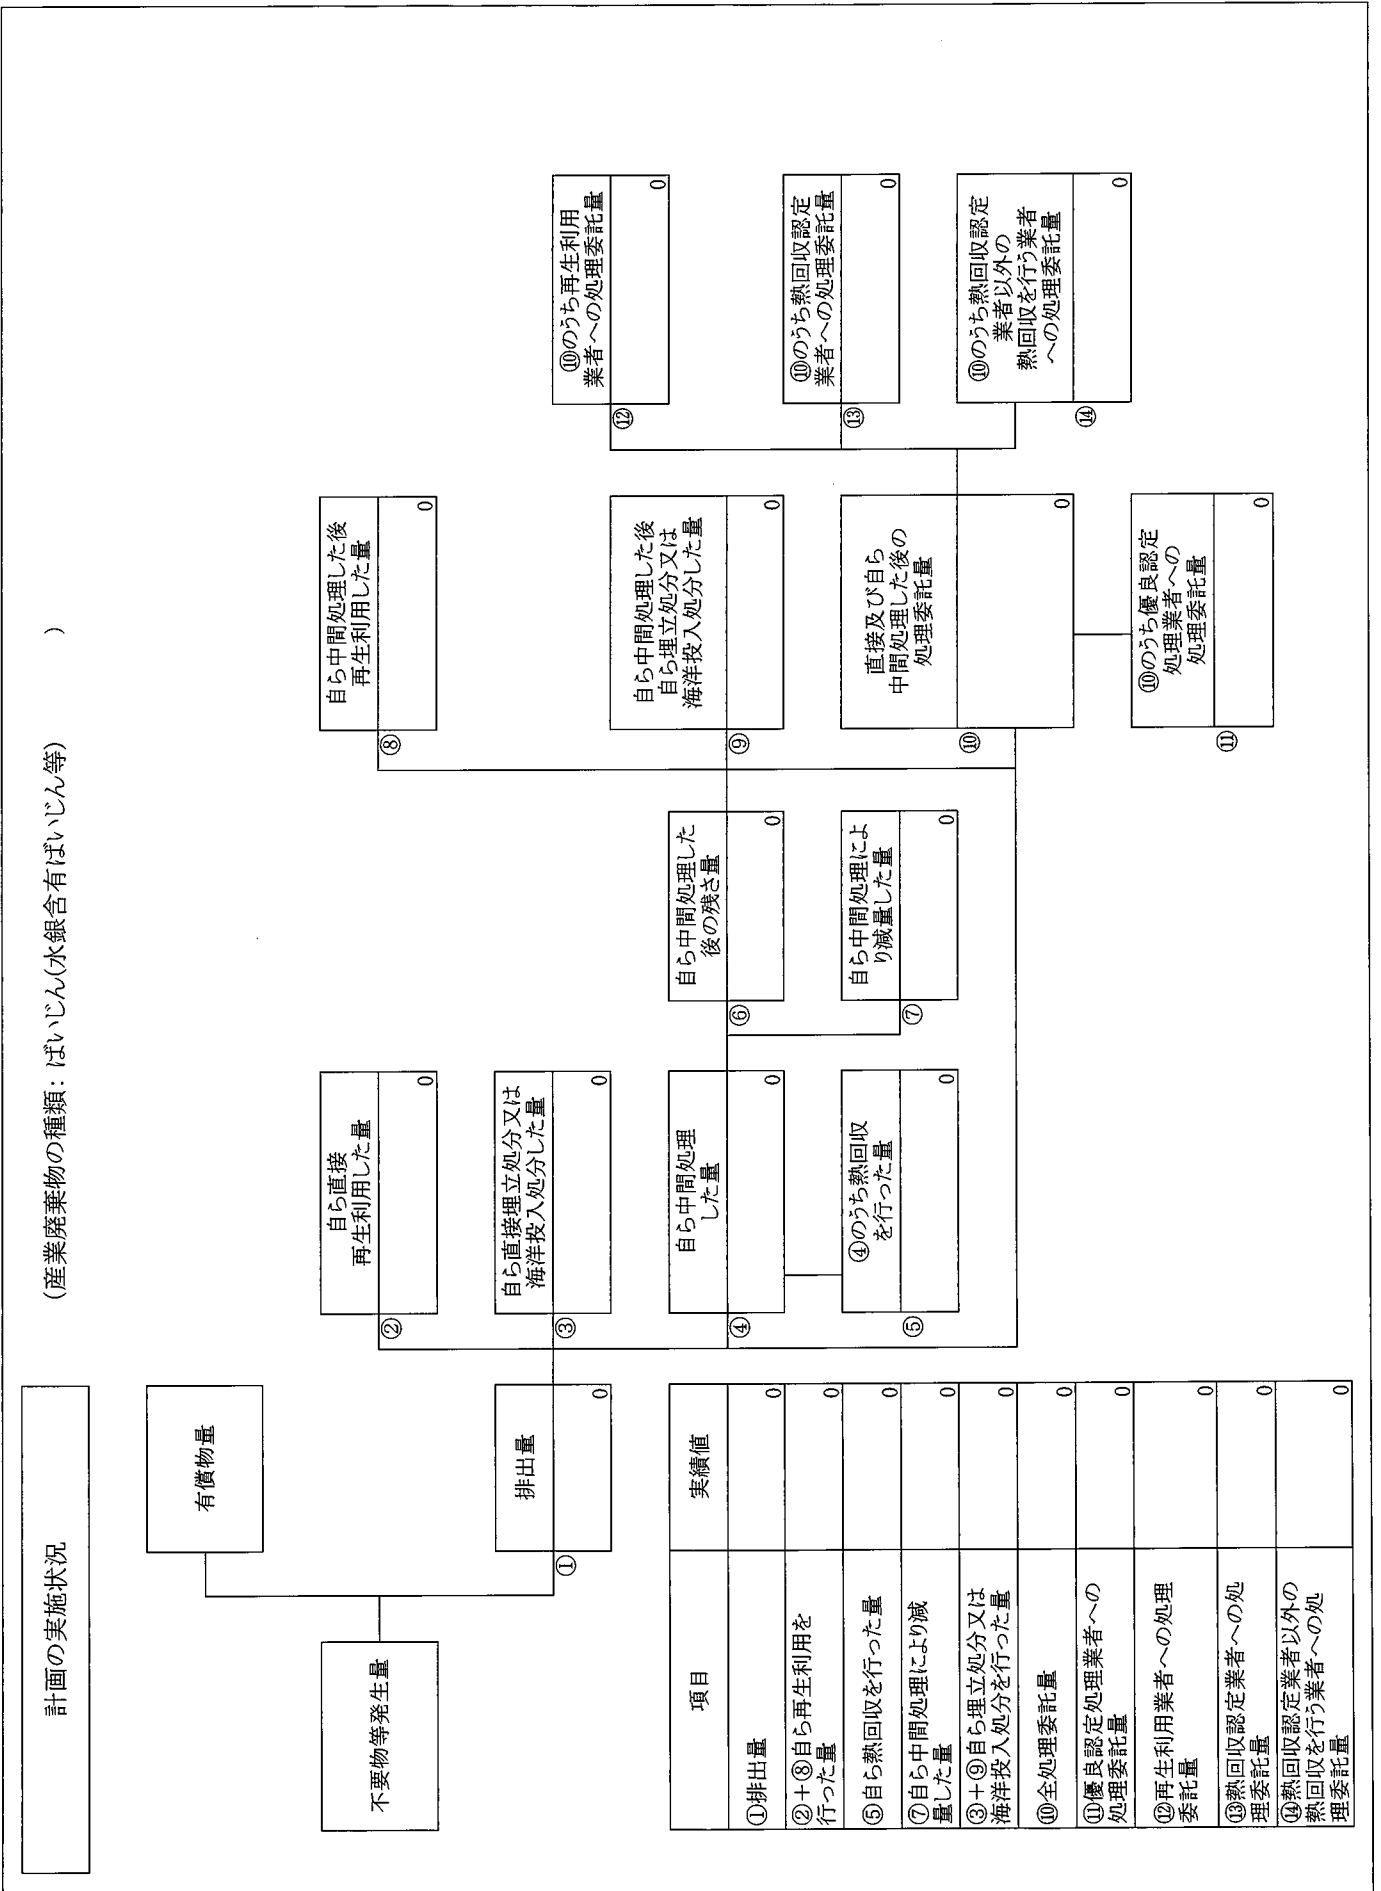 計画の実施状況
(産業廃棄物の種類：ばいじん(水銀含有ばいじん等)　　)
不要物等発生量
有償物量
①
排出量
0
②
自ら直接
再生利用した量
0
③
自ら直接埋立処分又は
海洋投入処分した量
0
④
自ら中間処理
した量
0
⑤
④のうち熱回収
を行った量
0
⑥
自ら中間処理した
後の残さ量
0
⑦
自ら中間処理によ
り減量した量
0
⑧
自ら中間処理した後
再生利用した量
0
⑨
自ら中間処理した後
自ら埋立処分又は
海洋投入処分した量
0
⑩
直接及び自ら
中間処理した後の
処理委託量
0
⑪
⑩のうち優良認定
処理業者への
処理委託量
0
⑫
⑩のうち再生利用
業者への処理委託量
0
⑬
⑩のうち熱回収認定
業者への処理委託量
0
⑭
⑩のうち熱回収認定
業者以外の
熱回収を行う業者
への処理委託量
0
項目　実績値
①排出量　0
②＋⑧自ら再生利用を
行った量　0
⑤自ら熱回収を行った量　0
⑦自ら中間処理により減
量した量　0
③＋⑨自ら埋立処分又は
海洋投入処分を行った量　0
⑩全処理委託量　0
⑪優良認定処理業者への
処理委託量　0
⑫再生利用業者への処理
委託量　0
⑬熱回収認定業者への処
理委託量　0
⑭熱回収認定業者以外の
熱回収を行う業者への処
理委託量　0